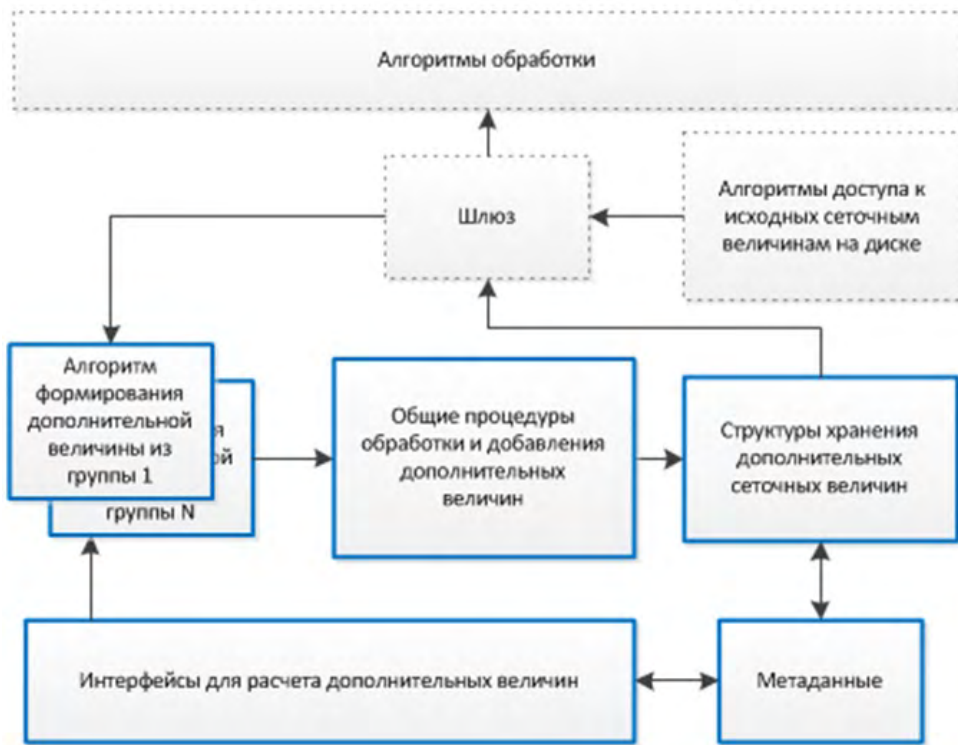 Алгоритмы обработки
Шлюз
Алгоритмы доступа к
исходных сеточным
величинам на диске
Алгоритм
формирования
дополнительной
величины из
группы 1
я
ой
группы N
Общие процедуры
обработки и добавления
дополнительных
величин
Структуры хранения
дополнительных
сеточных величин
Интерфейсы для расчета дополнительных величин
Метаданные